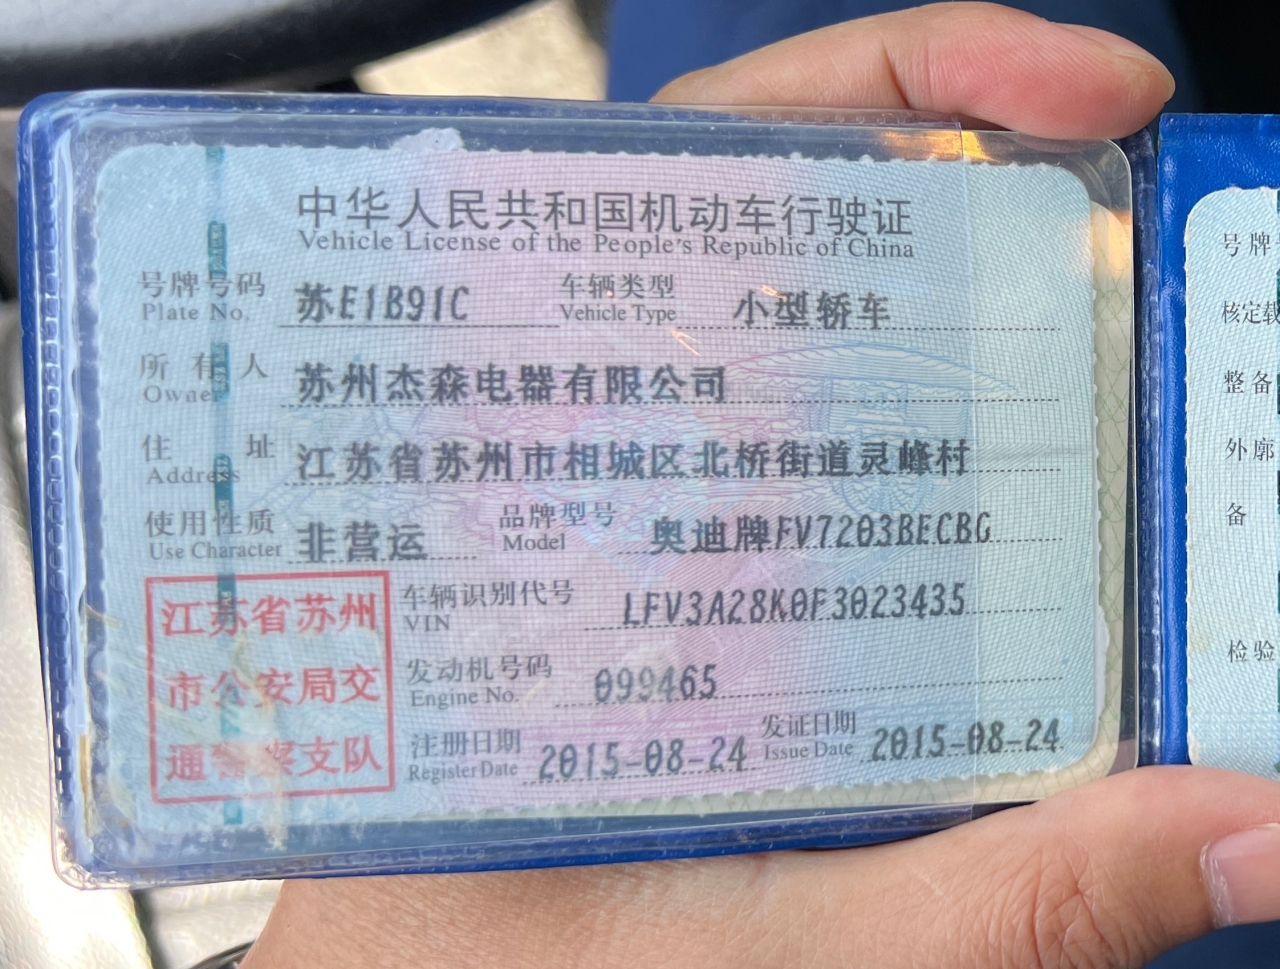 中华人民共和国机动车行驶证
Vehicle License of the People's Republic of China
号牌号码 苏E1B91C 车辆类型 小型轿车
Plate No. Vehicle Type
所有人 苏州杰森电器有限公司
Owner
住址 江苏省苏州市相城区北桥街道灵峰村
Address
使用性质 非营运 品牌型号 奥迪牌FV7203BECBG
Use Character Model
车辆识别代号 LFV3A28K0F3023435
VIN
发动机号码 099465
Engine No.
注册日期 2015-08-24 发证日期 2015-08-24
Register Date Issue Date
江苏省苏州
市公安局交
通警察支队
号牌
核定载
整备
外廓
备
检验